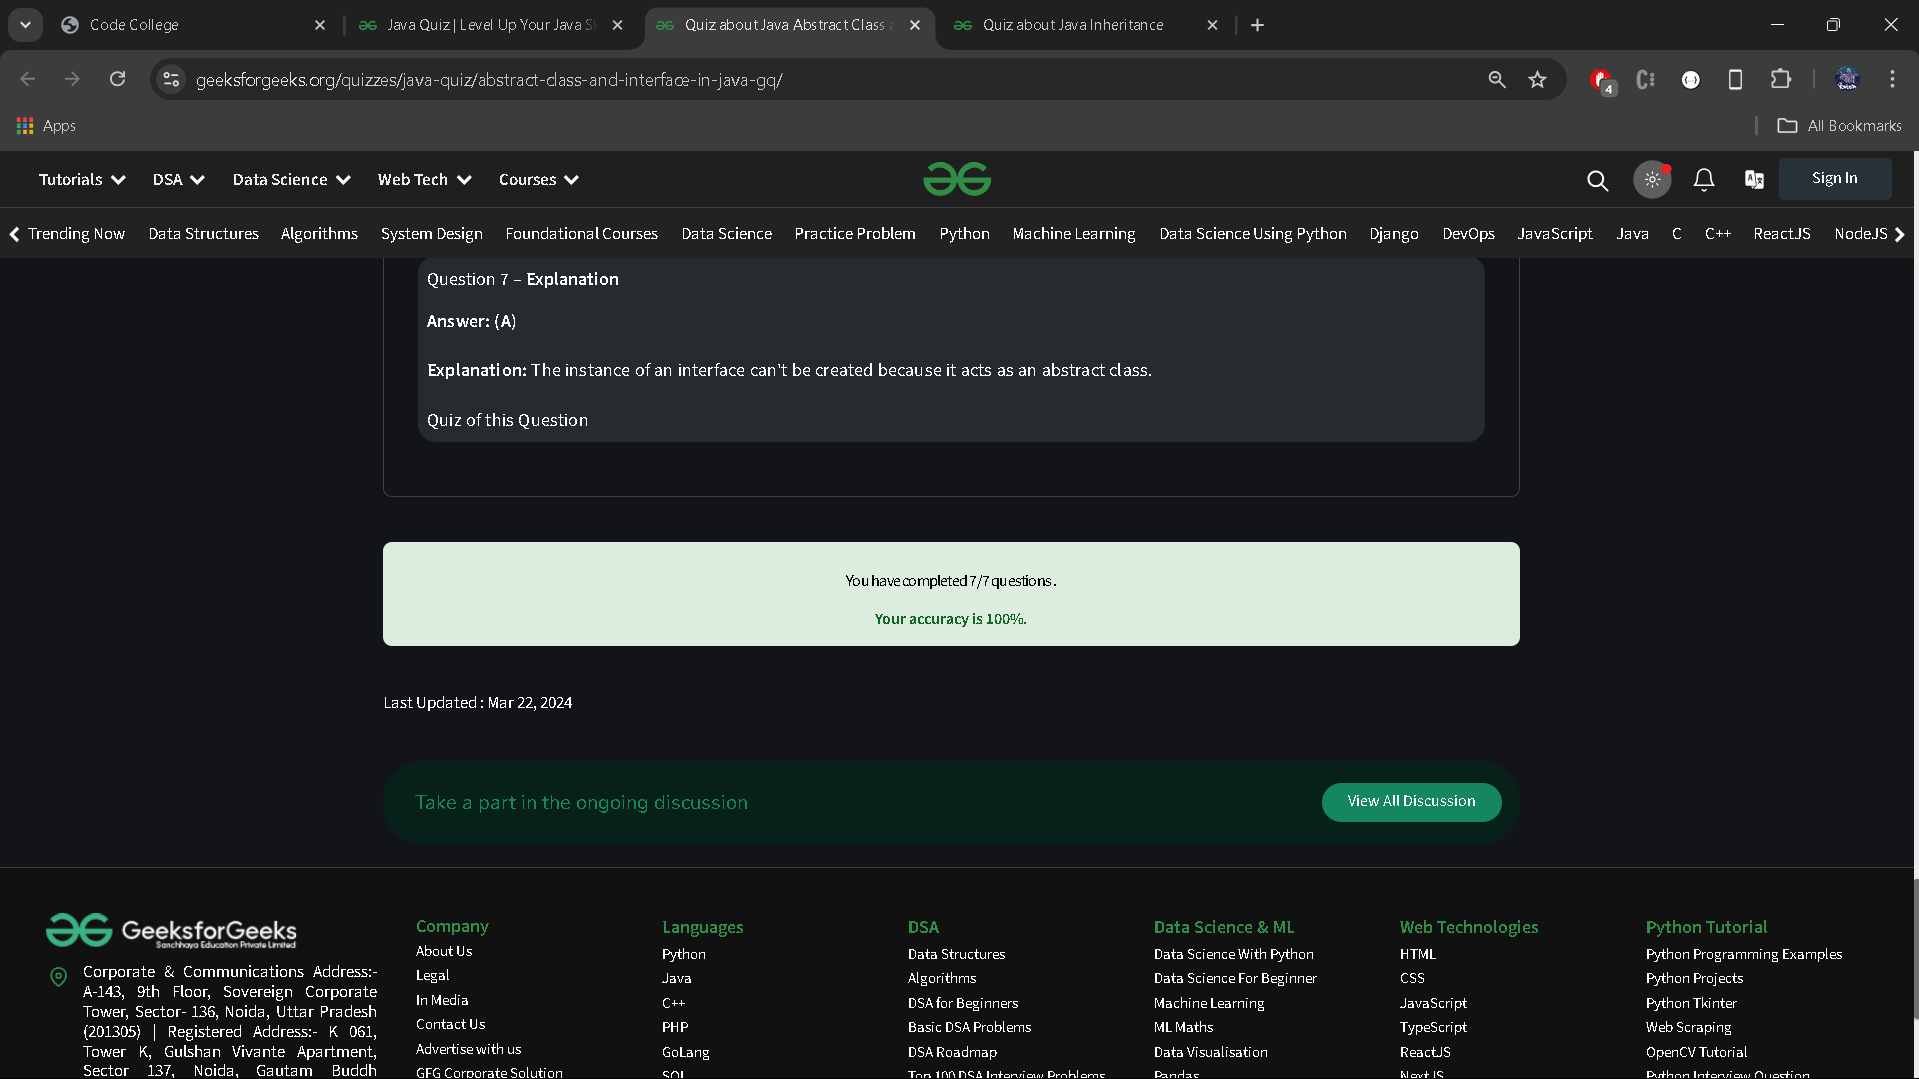 Code College
Java Quiz | Level Up Your Java S
Quiz about Java Abstract Class
Quiz about Java Inheritance
geeksforgeeks.org/quizzes/java-quiz/abstract-class-and-interface-in-java-gq/
4
Apps
All Bookmarks
Tutorials DSA Data Science Web Tech Courses
Sign In
Trending Now Data Structures Algorithms System Design Foundational Courses Data Science Practice Problem Python Machine Learning Data Science Using Python Django DevOps JavaScript Java C C++ ReactJS NodeJS
Question 7 – Explanation
Answer: (A)
Explanation: The instance of an interface can't be created because it acts as an abstract class.
Quiz of this Question
You have completed 7/7 questions .
Your accuracy is 100%.
Last Updated : Mar 22, 2024
Take a part in the ongoing discussion
View All Discussion
GeeksforGeeks
Sanchhaya Education Private Limited
Corporate & Communications Address:-
A-143, 9th Floor, Sovereign Corporate
Tower, Sector- 136, Noida, Uttar Pradesh
(201305) | Registered Address:- K 061,
Tower K, Gulshan Vivante Apartment,
Sector 137, Noida, Gautam Buddh
Company
About Us
Legal
In Media
Contact Us
Advertise with us
GFG Corporate Solution
Languages
Python
Java
C++
PHP
GoLang
SQL
DSA
Data Structures
Algorithms
DSA for Beginners
Basic DSA Problems
DSA Roadmap
Top 100 DSA Interview Problems
Data Science & ML
Data Science With Python
Data Science For Beginner
Machine Learning
ML Maths
Data Visualisation
Pandas
Web Technologies
HTML
CSS
JavaScript
TypeScript
ReactJS
NextJS
Python Tutorial
Python Programming Examples
Python Projects
Python Tkinter
Web Scraping
OpenCV Tutorial
Python Interview Question